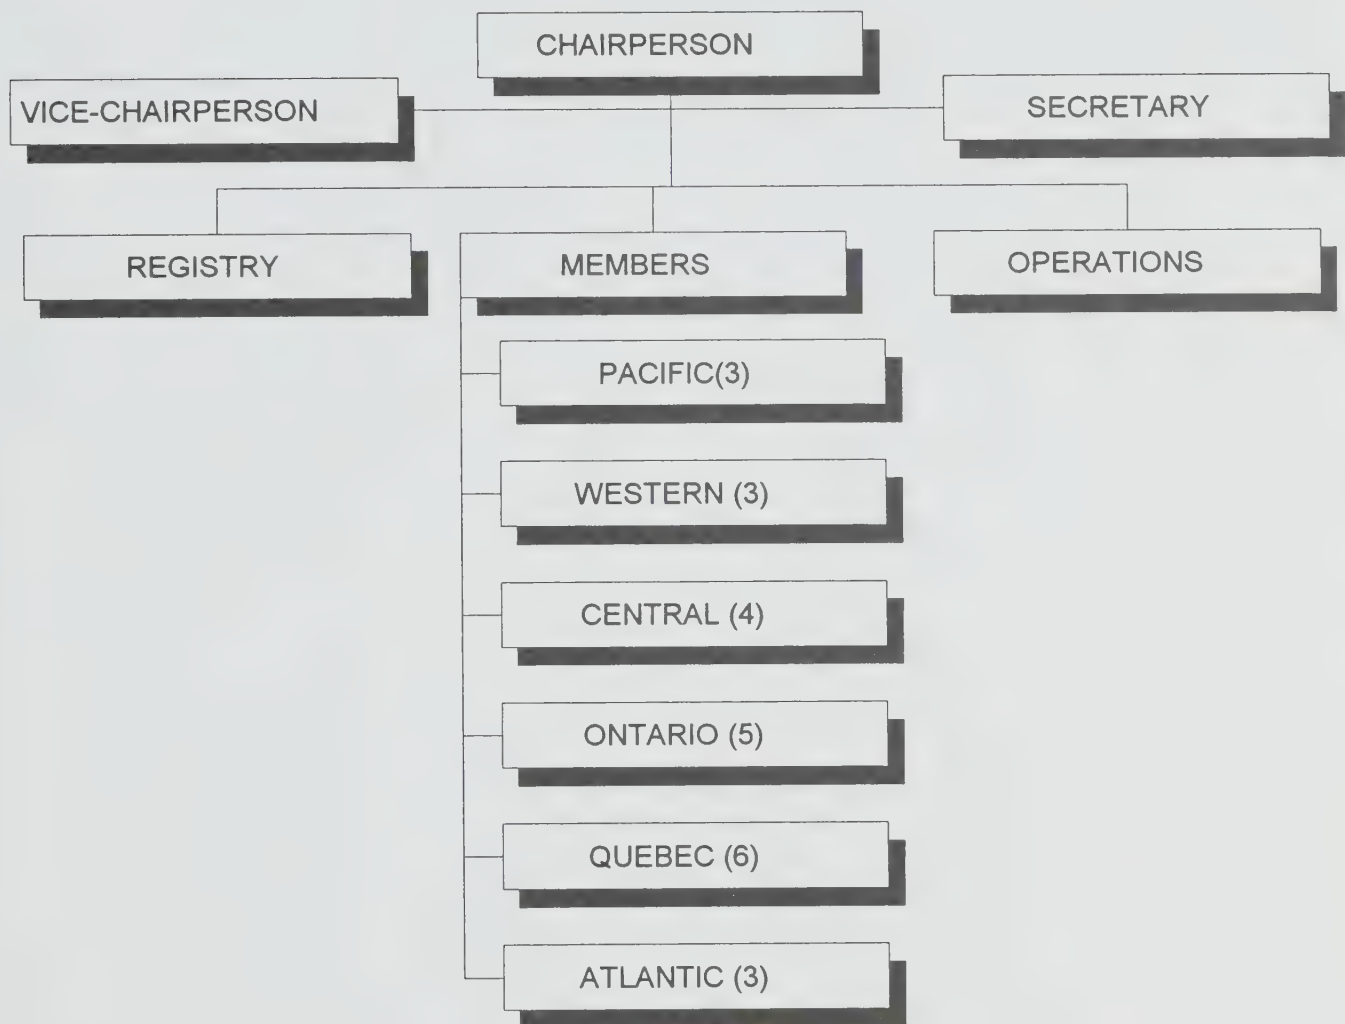 CHAIRPERSON
VICE-CHAIRPERSON
SECRETARY
REGISTRY
MEMBERS
OPERATIONS
PACIFIC(3)
WESTERN (3)
CENTRAL (4)
ONTARIO (5)
QUEBEC (6)
ATLANTIC (3)